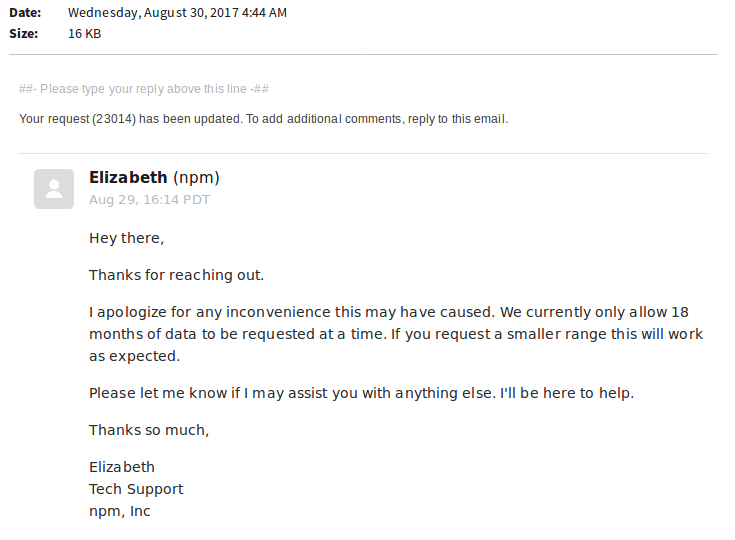 Date: Wednesday, August 30, 2017 4:44 AM
Size: 16 KB
##- Please type your reply above this line -##
Your request (23014) has been updated. To add additional comments, reply to this email.
Elizabeth (npm)
Aug 29, 16:14 PDT
Hey there,
Thanks for reaching out.
I apologize for any inconvenience this may have caused. We currently only allow 18
months of data to be requested at a time. If you request a smaller range this will work
as expected.
Please let me know if I may assist you with anything else. I'll be here to help.
Thanks so much,
Elizabeth
Tech Support
npm, Inc